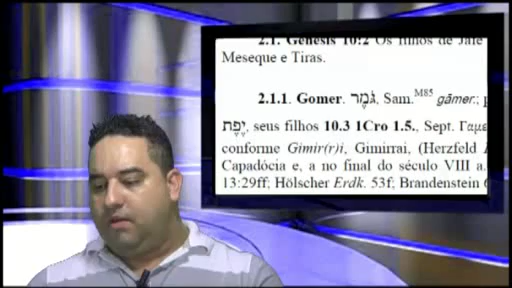 2.1. Gênesis 10:2 Os filhos de Jafé
Meseque e Tiras.
2.1.1. Gomer. גֹּמֶר, Sam.M85 gāmer.; p
יֶפֶת, seus filhos 10.3 1Cro 1.5., Sept. Γαμε
conforme Gimir(r)i, Gimirrai, (Herzfeld
Capadócia e, a no final do século VIII a.
13:29ff; Hölscher Erdk. 53f; Brandenstein